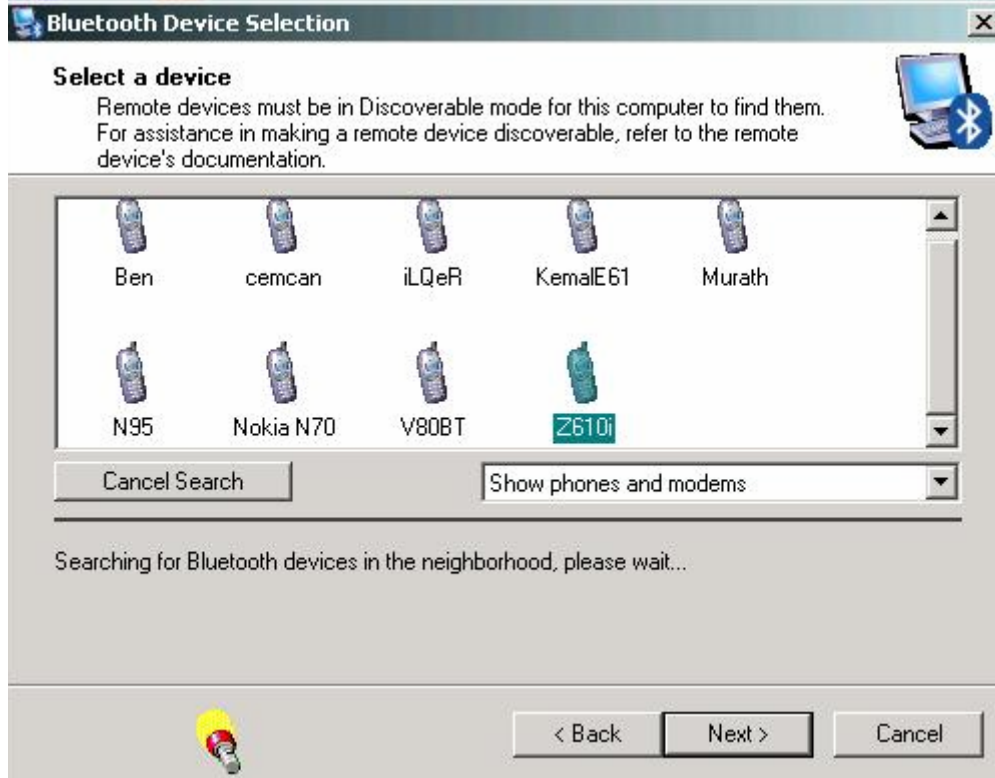 Bluetooth Device Selection
Select a device
Remote devices must be in Discoverable mode for this computer to find them.
For assistance in making a remote device discoverable, refer to the remote
device's documentation.
Ben cemcan iLQeR KemalE61 Murath
N95 Nokia N70 V80BT Z610i
Cancel Search Show phones and modems
Searching for Bluetooth devices in the neighborhood, please wait...
< Back Next > Cancel